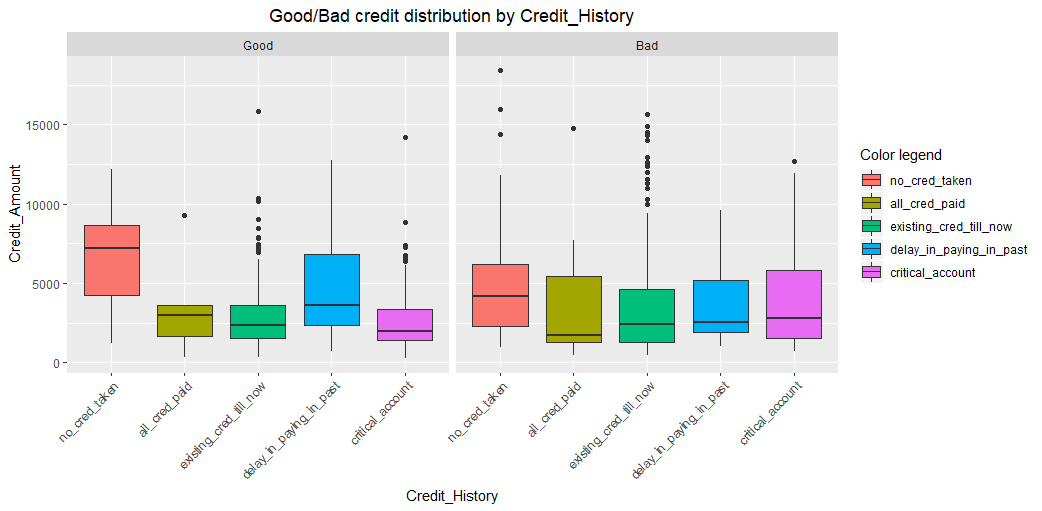 Good/Bad credit distribution by Credit_History
Good
Bad
Credit_Amount
15000
10000
5000
0
no_cred_taken
all_cred_paid
existing_cred_till_now
delay_in_paying_in_past
critical_account
no_cred_taken
all_cred_paid
existing_cred_till_now
delay_in_paying_in_past
critical_account
Credit_History
Color legend
no_cred_taken
all_cred_paid
existing_cred_till_now
delay_in_paying_in_past
critical_account